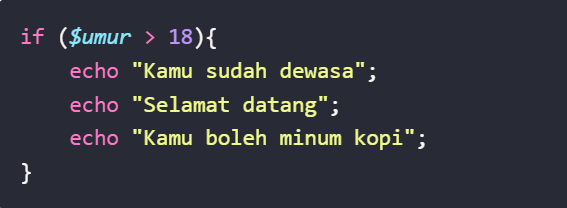 if ($umur > 18){
    echo "Kamu sudah dewasa";
    echo "Selamat datang";
    echo "Kamu boleh minum kopi";
}